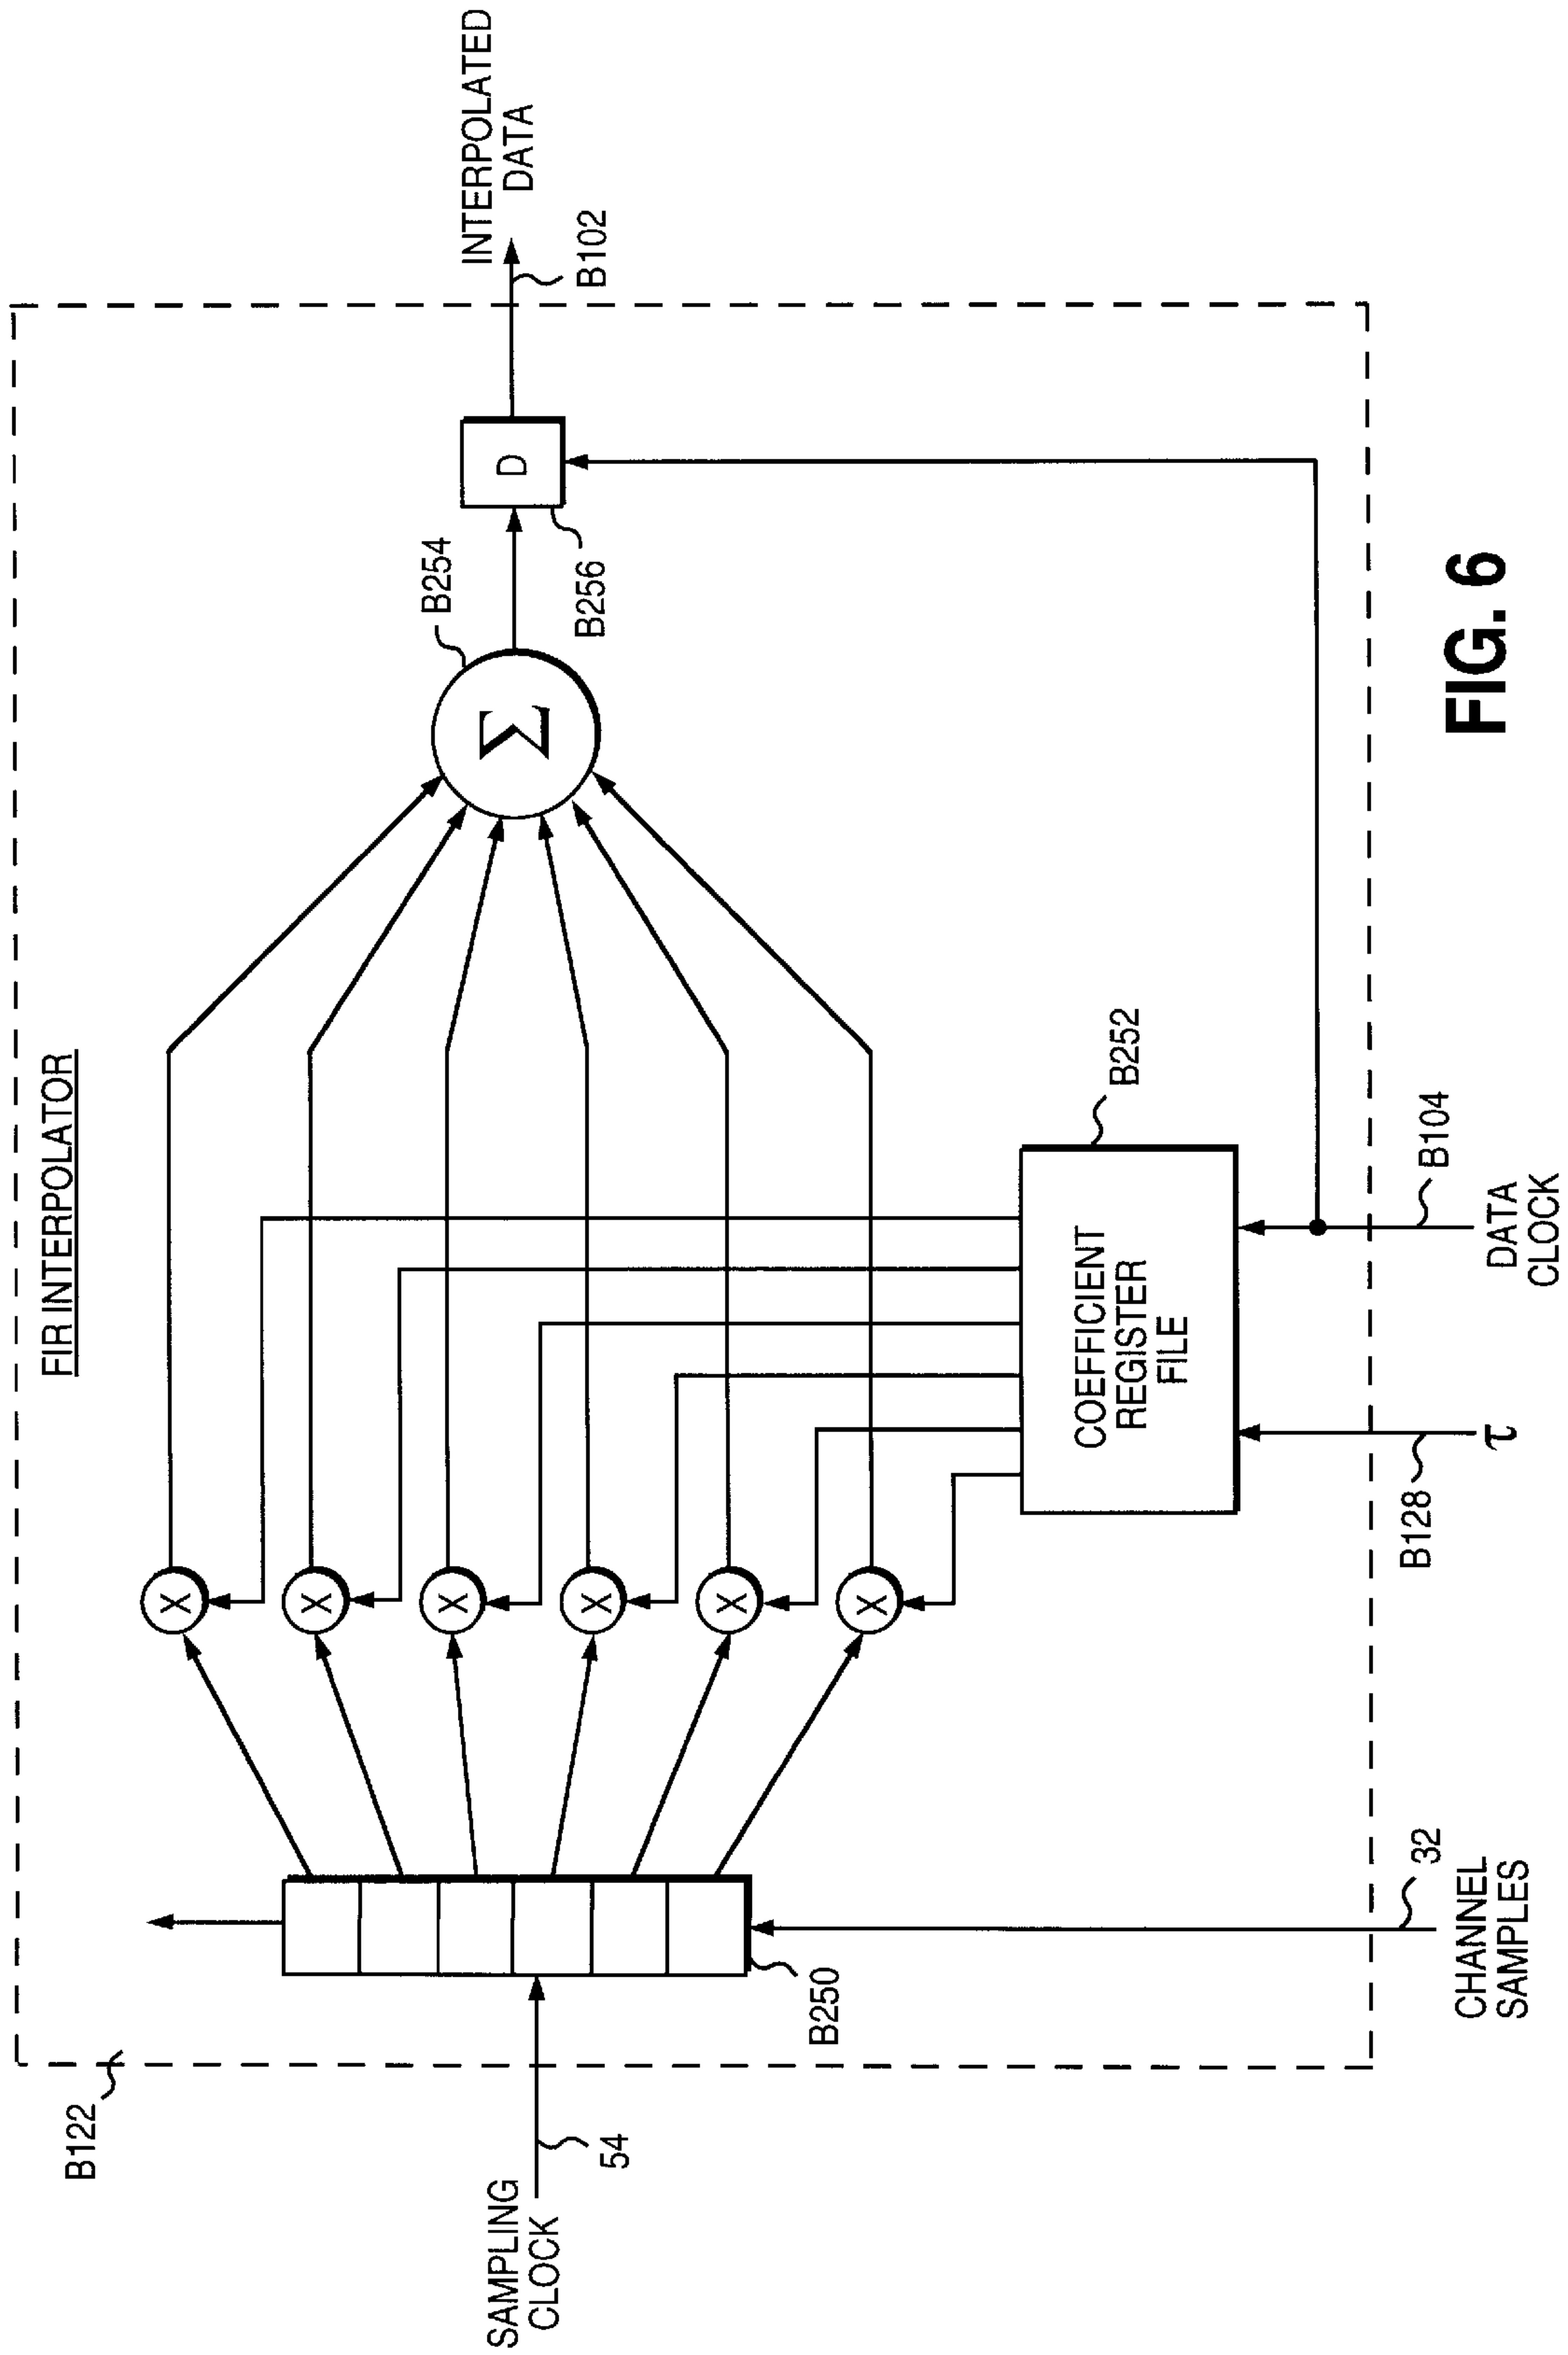 FIR INTERPOLATOR
B122
SAMPLING
CLOCK
54
B250
CHANNEL
SAMPLES
32
X
X
X
X
X
X
COEFFICIENT
REGISTER
FILE
B252
τ
B128
DATA
CLOCK
B104
Σ
B254
D
B256
B102
INTERPOLATED
DATA
FIG. 6